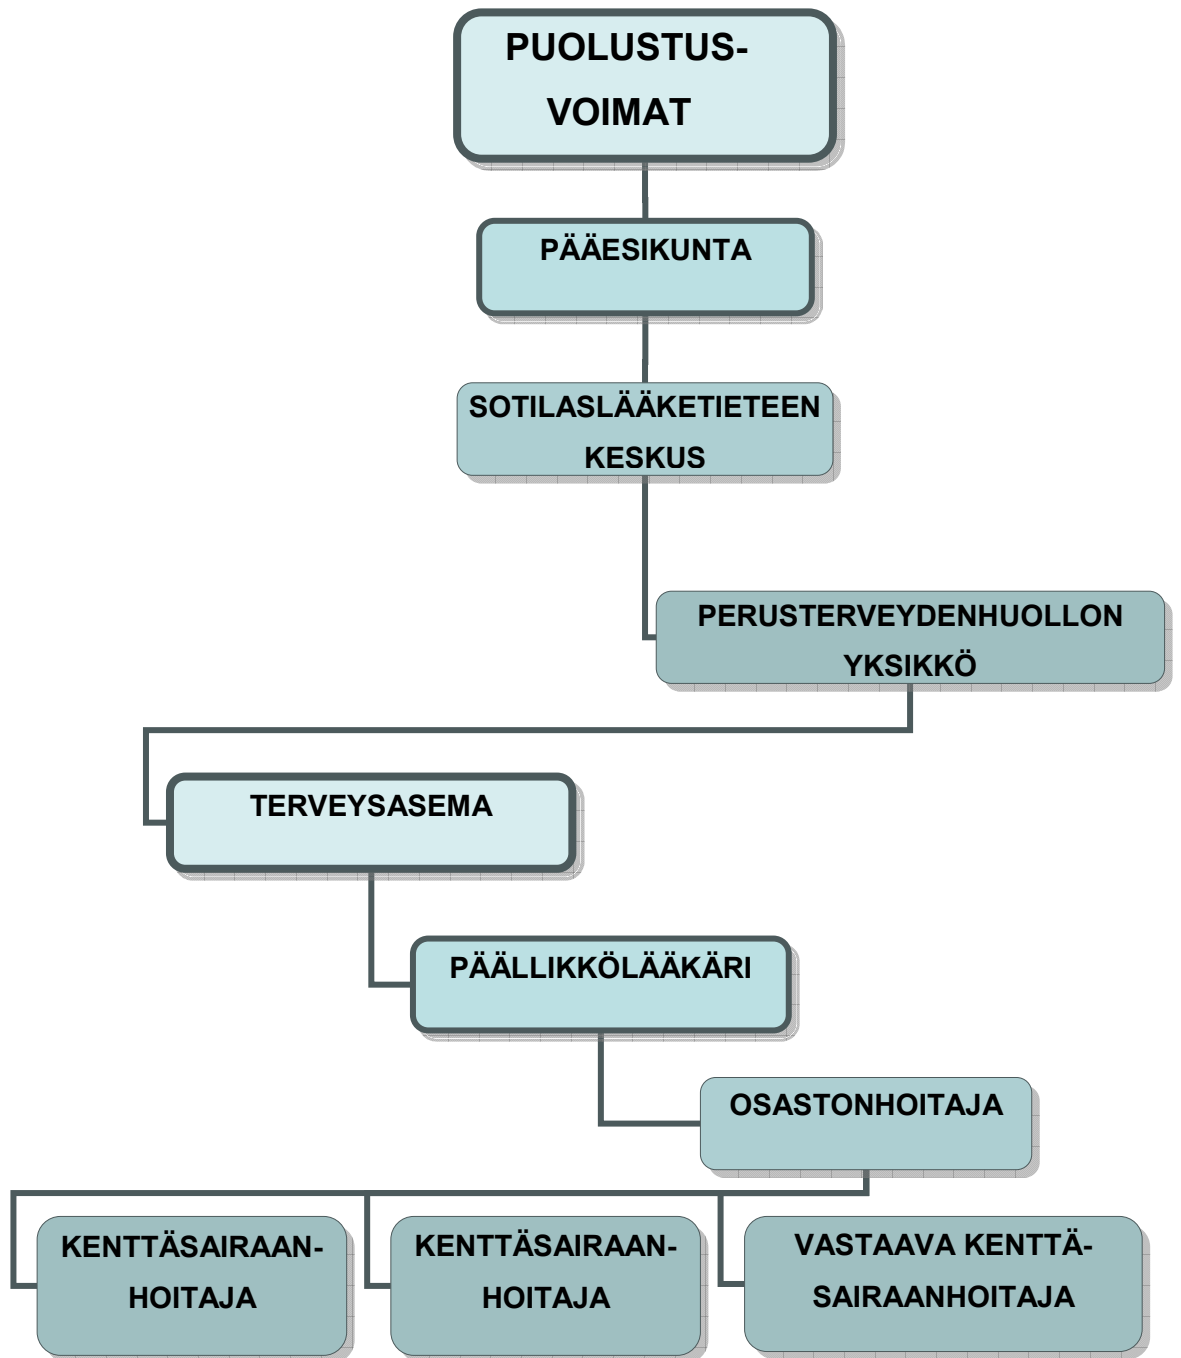 PUOLUSTUS-
VOIMAT
PÄÄESIKUNTA
SOTILASLÄÄKETIETEEN
KESKUS
PERUSTERVEYDENHUOLLON
YKSIKKÖ
TERVEYSASEMA
PÄÄLLIKKÖLÄÄKÄRI
OSASTONHOITAJA
KENTTÄSAIRAAN-
HOITAJA
KENTTÄSAIRAAN-
HOITAJA
VASTAAVA KENTTÄ-
SAIRAANHOITAJA